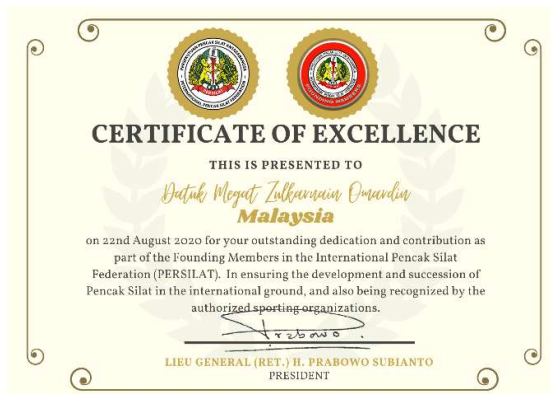 CERTIFICATE OF EXCELLENCE
THIS IS PRESENTED TO
Datuk Megat Zulkarnain Omardin
Malaysia
on 22nd August 2020 for your outstanding dedication and contribution as
part of the Founding Members in the International Pencak Silat
Federation (PERSILAT). In ensuring the development and succession of
Pencak Silat in the international ground, and also being recognized by the
authorized sporting organizations.
Prabowo
LIEU GENERAL (RET.) H. PRABOWO SUBIANTO
PRESIDENT